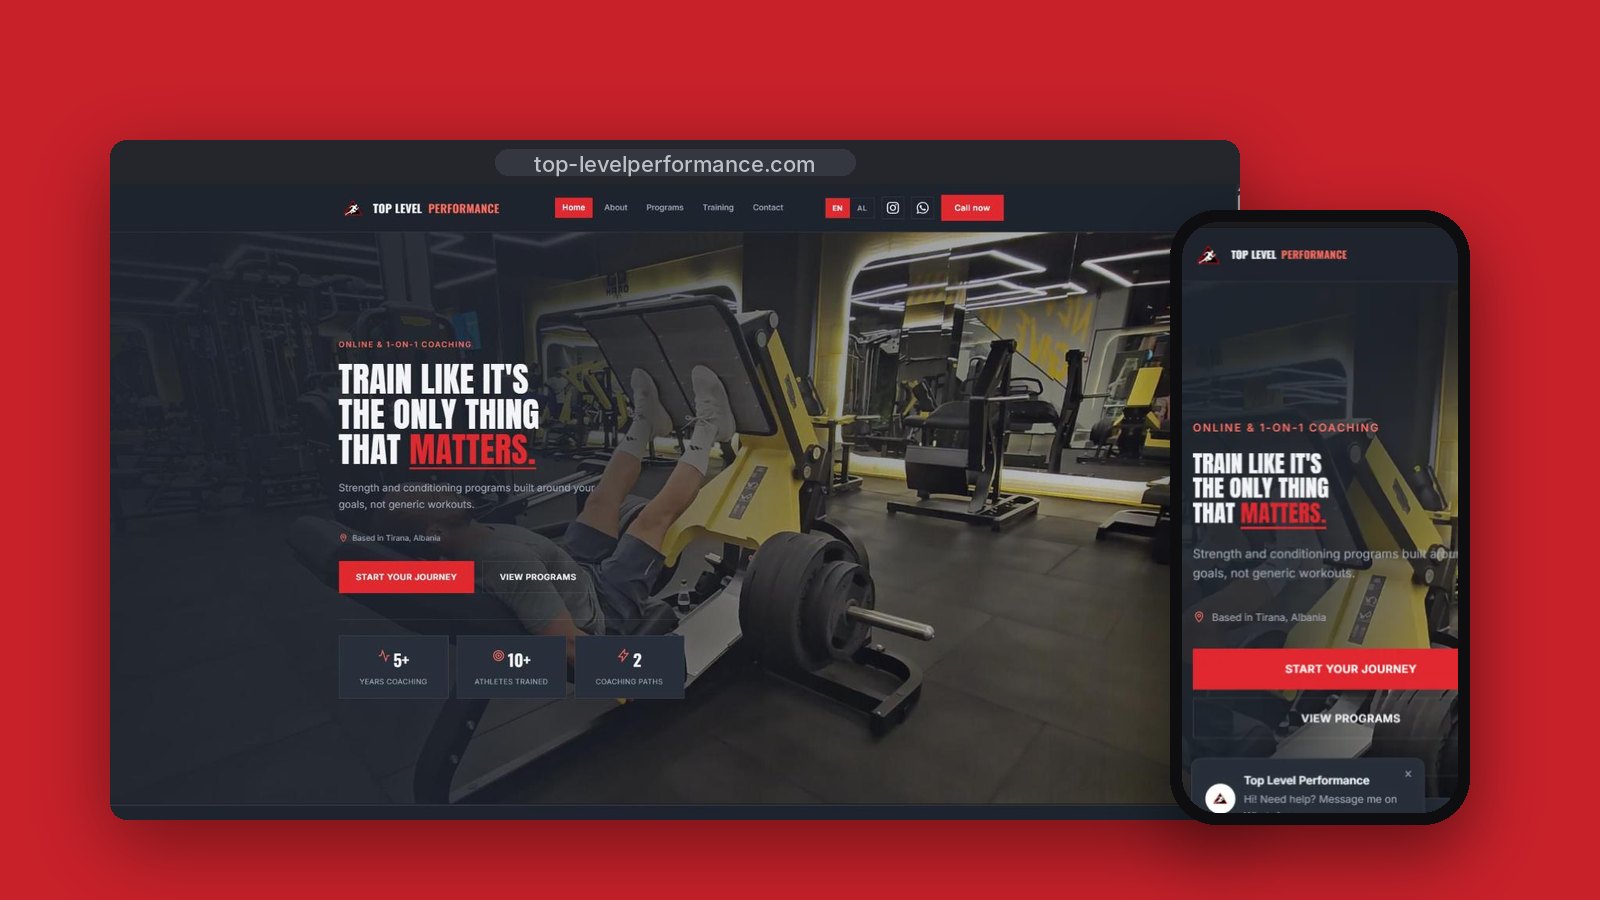 top-levelperformance.com
TOP LEVEL PERFORMANCE
Home About Programs Training Contact
EN AL
Call now
ONLINE & 1-ON-1 COACHING
TRAIN LIKE IT'S
THE ONLY THING
THAT MATTERS.
Strength and conditioning programs built around your
goals, not generic workouts.
Based in Tirana, Albania
START YOUR JOURNEY
VIEW PROGRAMS
5+
YEARS COACHING
10+
ATHLETES TRAINED
2
COACHING PATHS
TOP LEVEL PERFORMANCE
ONLINE & 1-ON-1 COACHING
TRAIN LIKE IT'S
THE ONLY THING
THAT MATTERS.
Strength and conditioning programs built
goals, not generic workouts.
Based in Tirana, Albania
START YOUR JOURNEY
VIEW PROGRAMS
Top Level Performance
×
Hi! Need help? Message me on